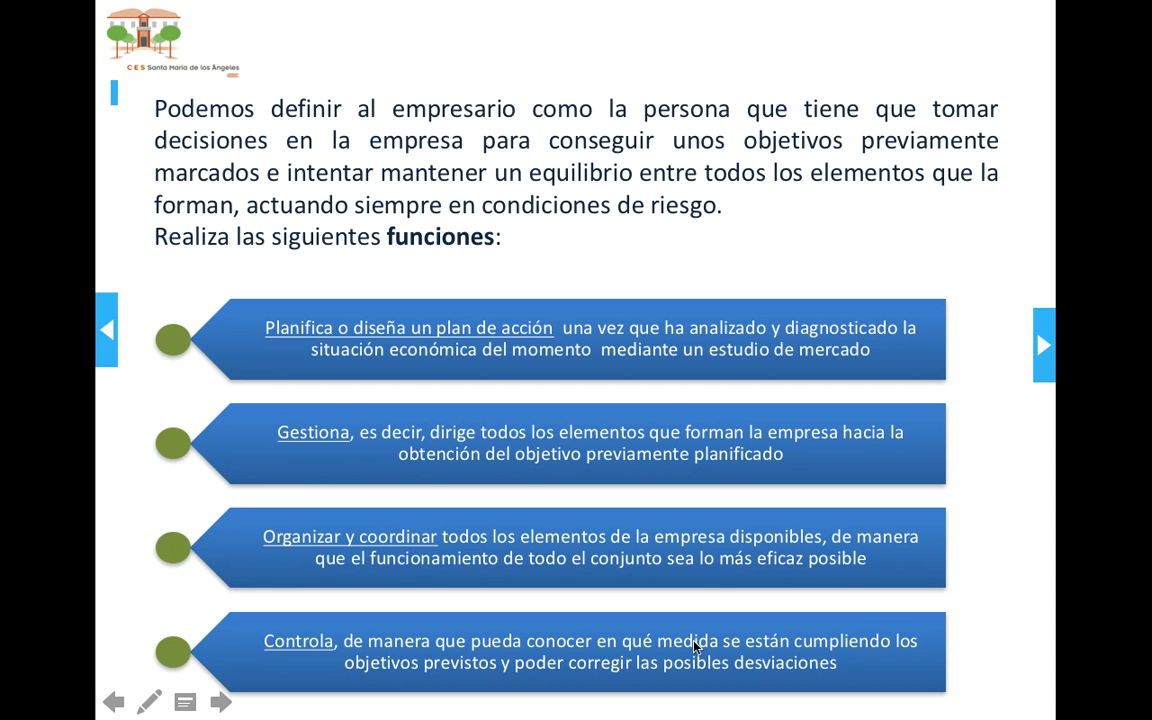 C E S Santa María de los Ángeles
Podemos definir al empresario como la persona que tiene que tomar
decisiones en la empresa para conseguir unos objetivos previamente
marcados e intentar mantener un equilibrio entre todos los elementos que la
forman, actuando siempre en condiciones de riesgo.
Realiza las siguientes funciones:
Planifica o diseña un plan de acción una vez que ha analizado y diagnosticado la
situación económica del momento mediante un estudio de mercado
Gestiona, es decir, dirige todos los elementos que forman la empresa hacia la
obtención del objetivo previamente planificado
Organizar y coordinar todos los elementos de la empresa disponibles, de manera
que el funcionamiento de todo el conjunto sea lo más eficaz posible
Controla, de manera que pueda conocer en qué medida se están cumpliendo los
objetivos previstos y poder corregir las posibles desviaciones